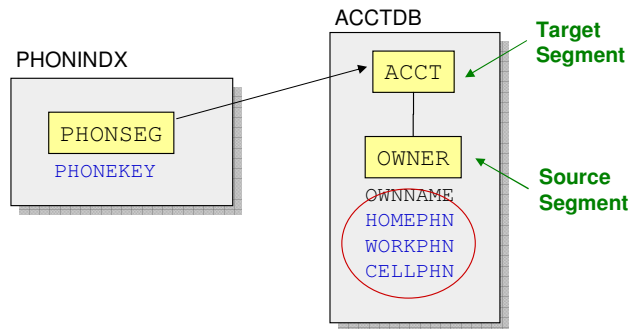 PHONINDX
PHONSEG
PHONEKEY
ACCTDB
ACCT
OWNER
OWNNAME
HOMEPHN
WORKPHN
CELLPHN
Target
Segment
Source
Segment